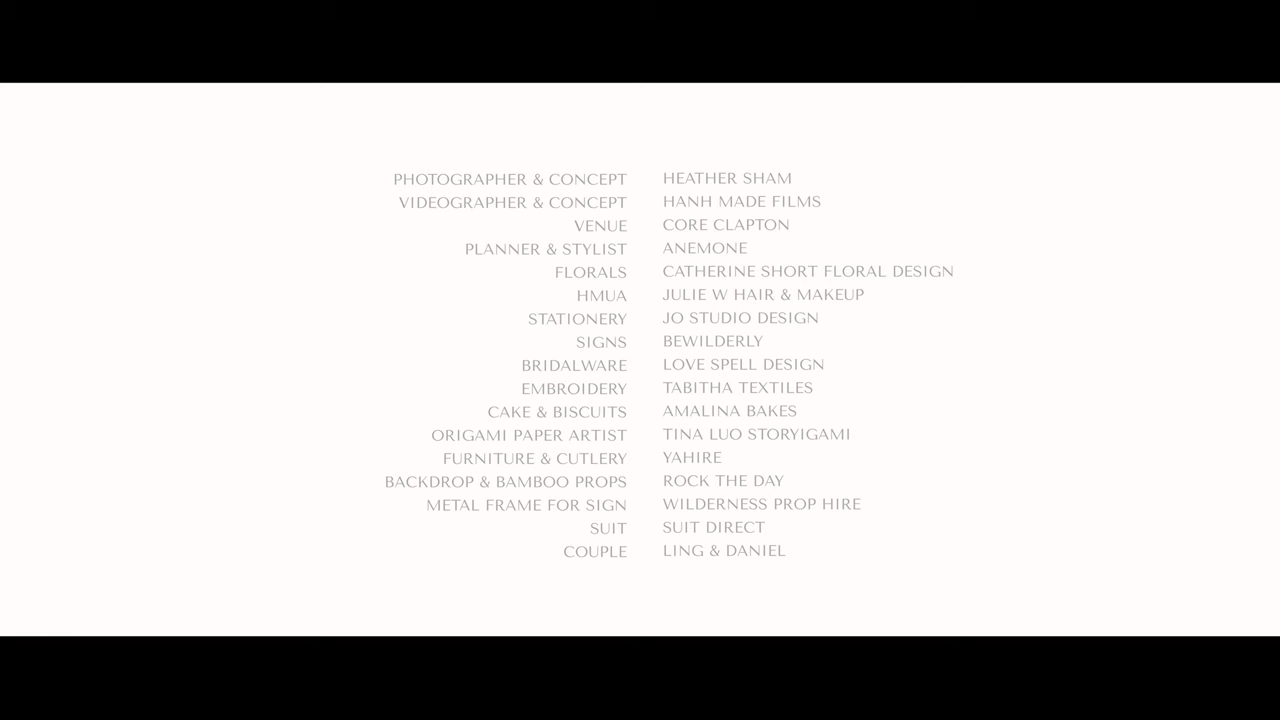 PHOTOGRAPHER & CONCEPT HEATHER SHAM
VIDEOGRAPHER & CONCEPT HANH MADE FILMS
VENUE CORE CLAPTON
PLANNER & STYLIST ANEMONE
FLORALS CATHERINE SHORT FLORAL DESIGN
HMUA JULIE W HAIR & MAKEUP
STATIONERY JO STUDIO DESIGN
SIGNS BEWILDERLY
BRIDALWARE LOVE SPELL DESIGN
EMBROIDERY TABITHA TEXTILES
CAKE & BISCUITS AMALINA BAKES
ORIGAMI PAPER ARTIST TINA LUO STORYIGAMI
FURNITURE & CUTLERY YAHIRE
BACKDROP & BAMBOO PROPS ROCK THE DAY
METAL FRAME FOR SIGN WILDERNESS PROP HIRE
SUIT SUIT DIRECT
COUPLE LING & DANIEL